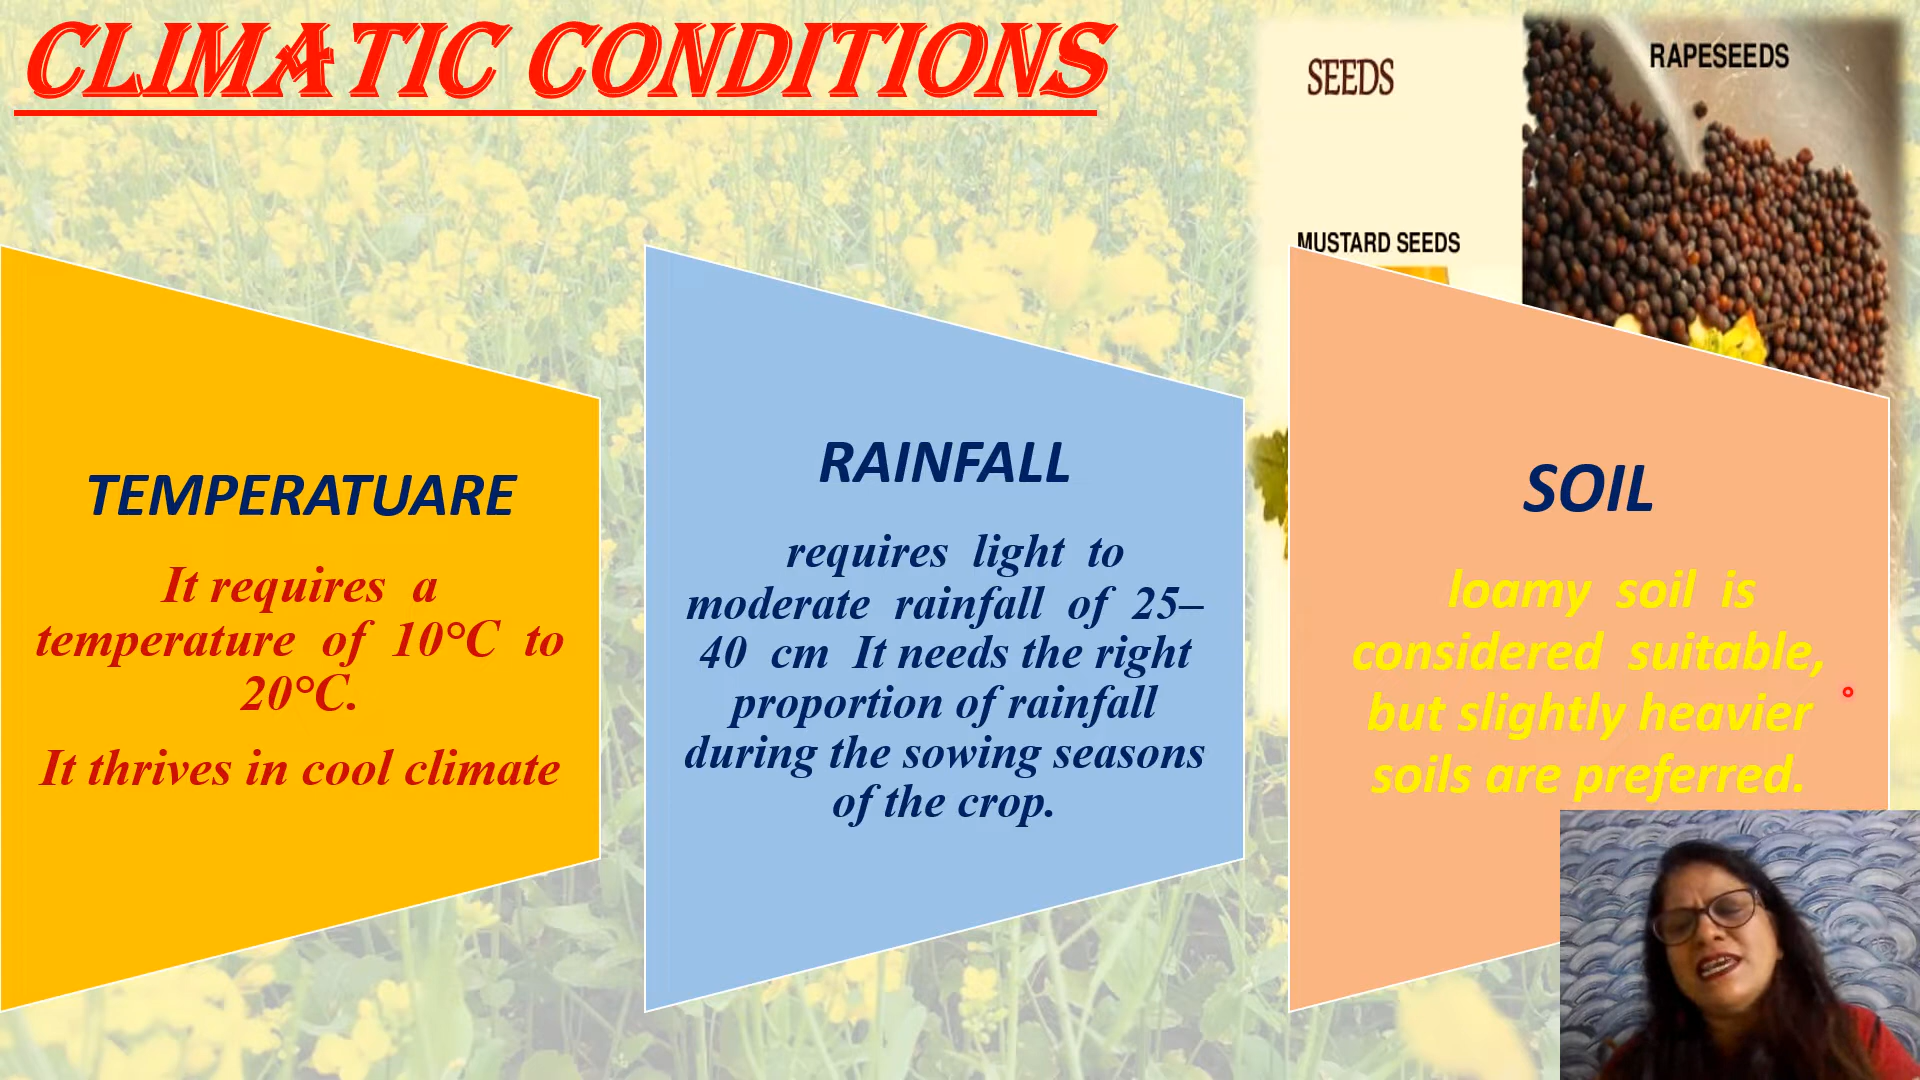 CLIMATIC CONDITIONS
SEEDS
RAPESEEDS
MUSTARD SEEDS
TEMPERATUARE
It requires a
temperature of 10°C to
20°C.
It thrives in cool climate
RAINFALL
requires light to
moderate rainfall of 25–
40 cm It needs the right
proportion of rainfall
during the sowing seasons
of the crop.
SOIL
loamy soil is
considered suitable,
but slightly heavier
soils are preferred.